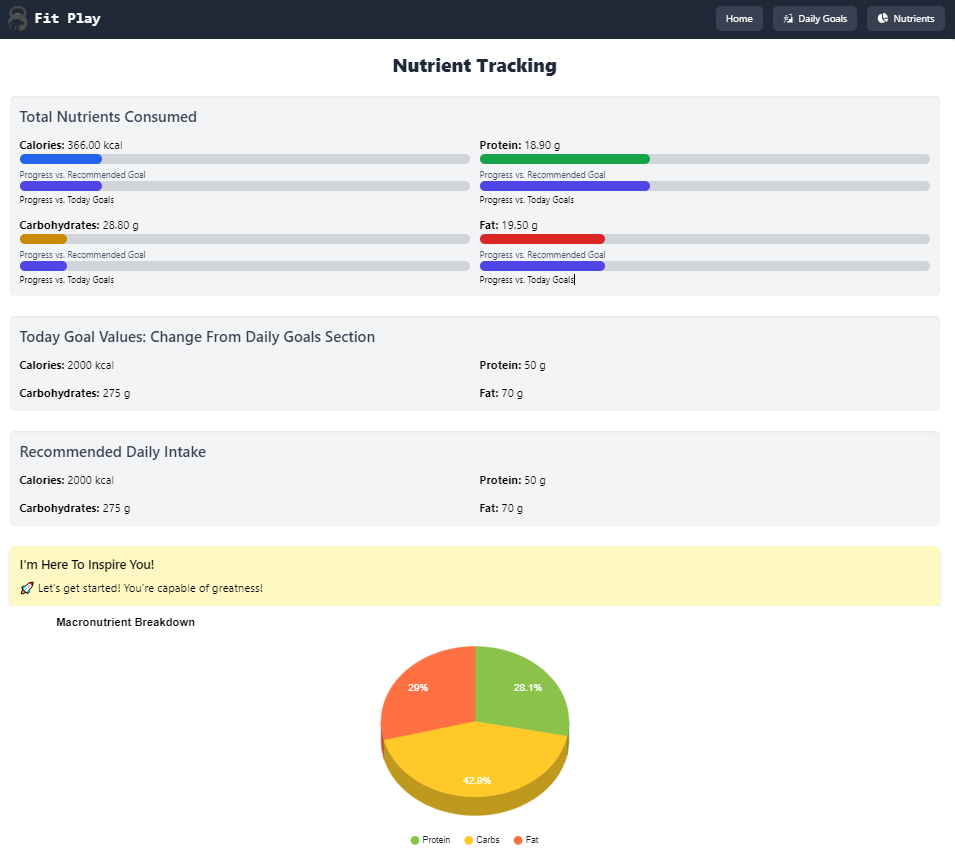 Fit Play
Home
Daily Goals
Nutrients
Nutrient Tracking
Total Nutrients Consumed
Calories: 366.00 kcal
Progress vs. Recommended Goal
Progress vs. Today Goals
Protein: 18.90 g
Progress vs. Recommended Goal
Progress vs. Today Goals
Carbohydrates: 28.80 g
Progress vs. Recommended Goal
Progress vs. Today Goals
Fat: 19.50 g
Progress vs. Recommended Goal
Progress vs. Today Goals
Today Goal Values: Change From Daily Goals Section
Calories: 2000 kcal
Protein: 50 g
Carbohydrates: 275 g
Fat: 70 g
Recommended Daily Intake
Calories: 2000 kcal
Protein: 50 g
Carbohydrates: 275 g
Fat: 70 g
I'm Here To Inspire You!
🚀 Let's get started! You're capable of greatness!
Macronutrient Breakdown
29%
28.1%
42.9%
Protein
Carbs
Fat